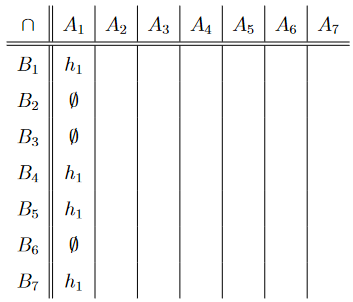 ∩ A₁ A₂ A₃ A₄ A₅ A₆ A₇
B₁ h₁
B₂ ∅
B₃ ∅
B₄ h₁
B₅ h₁
B₆ ∅
B₇ h₁